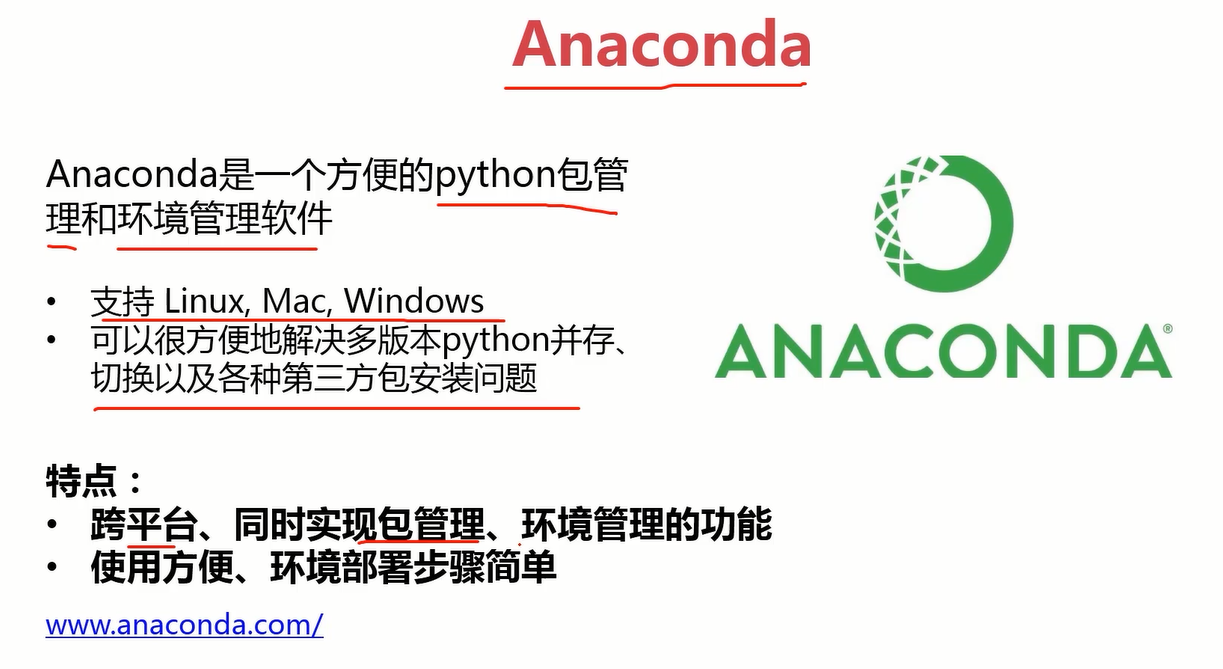 Anaconda
Anaconda是一个方便的python包管
理和环境管理软件
• 支持 Linux, Mac, Windows
• 可以很方便地解决多版本python并存、
切换以及各种第三方包安装问题
ANACONDA®
特点：
• 跨平台、同时实现包管理、环境管理的功能
• 使用方便、环境部署步骤简单
www.anaconda.com/